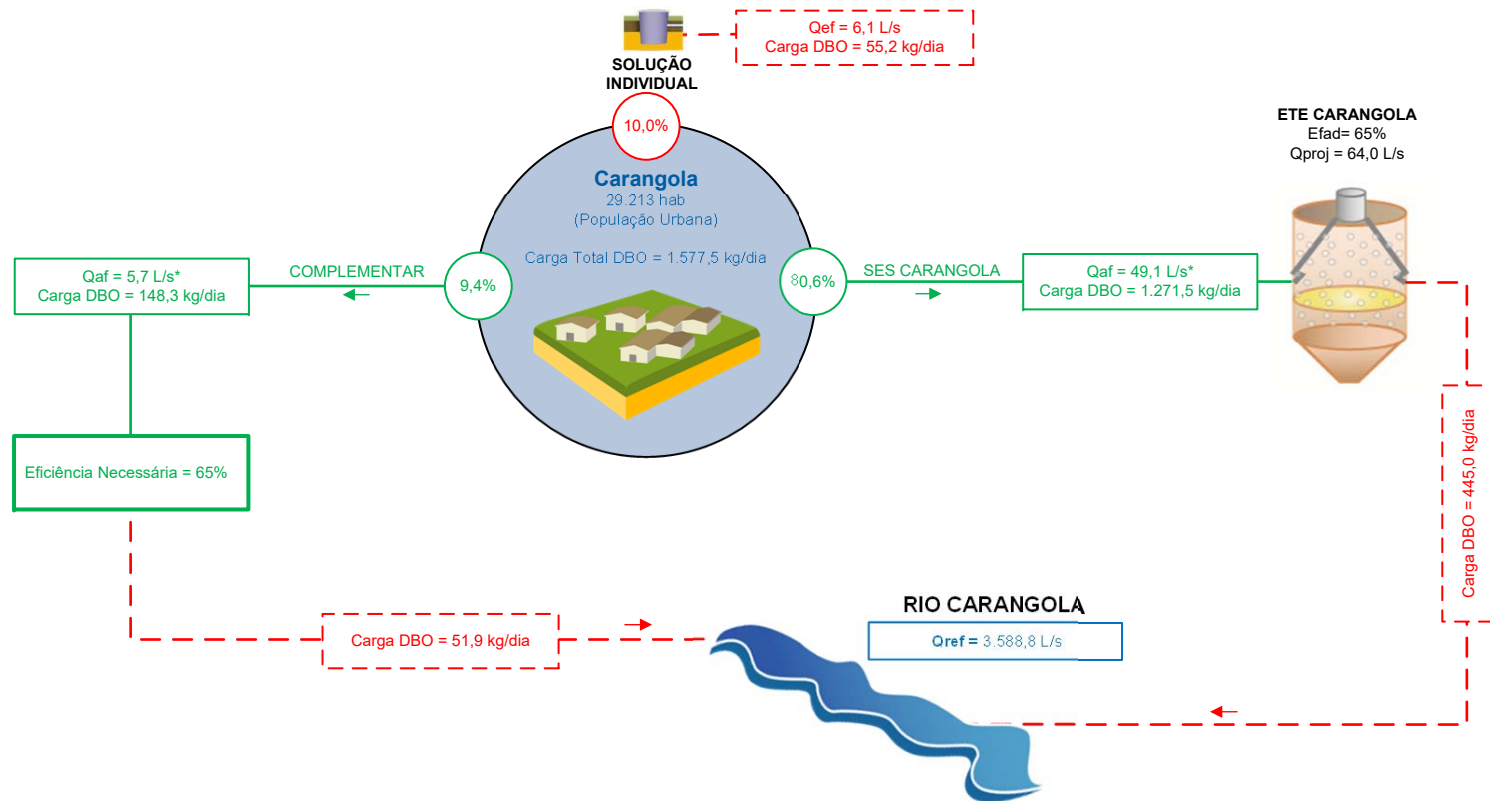 Qef = 6,1 L/s
Carga DBO = 55,2 kg/dia
SOLUÇÃO
INDIVIDUAL
10,0%
ETE CARANGOLA
Efad= 65%
Qproj = 64,0 L/s
Carangola
29.213 hab
(População Urbana)
Carga Total DBO = 1.577,5 kg/dia
Qaf = 5,7 L/s*
Carga DBO = 148,3 kg/dia
COMPLEMENTAR
9,4%
80,6%
SES CARANGOLA
Qaf = 49,1 L/s*
Carga DBO = 1.271,5 kg/dia
Eficiência Necessária = 65%
Carga DBO = 445,0 kg/dia
Carga DBO = 51,9 kg/dia
RIO CARANGOLA
Qref = 3.588,8 L/s